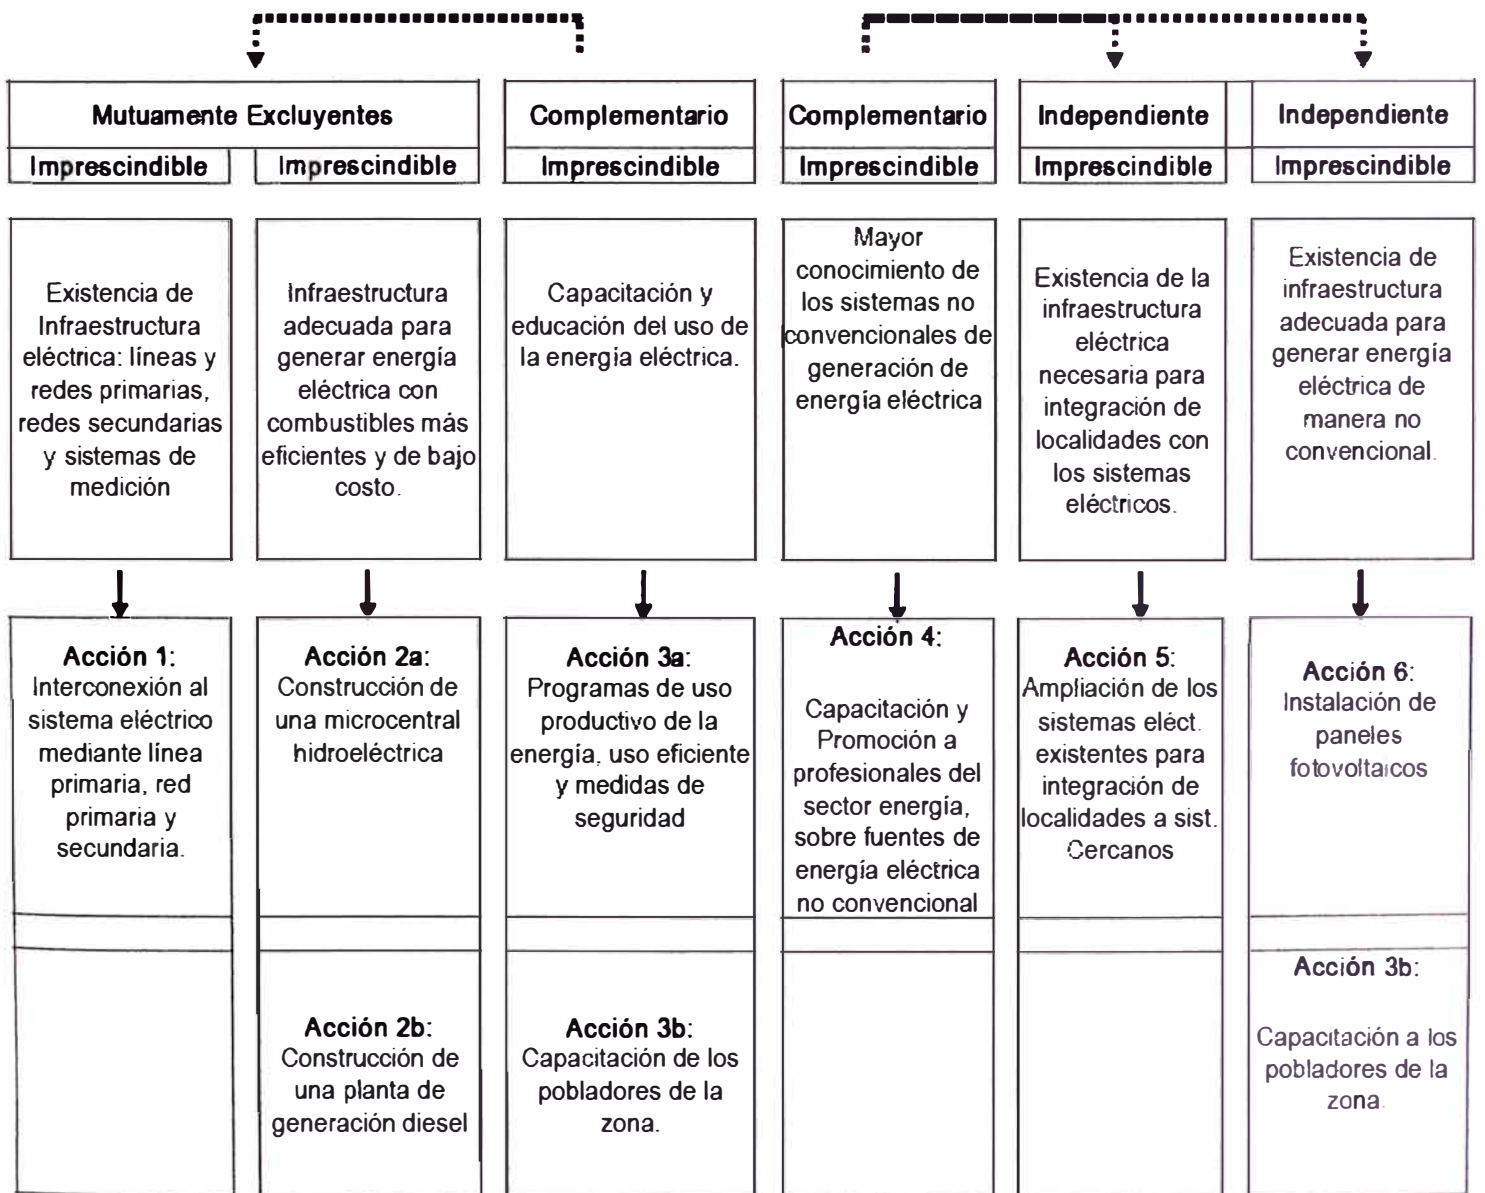 Mutuamente Excluyentes
Imprescindible
Imprescindible
Complementario
Imprescindible
Complementario
Imprescindible
Independiente
Imprescindible
Independiente
Imprescindible
Existencia de
Infraestructura
eléctrica: líneas y
redes primarias,
redes secundarias
y sistemas de
medición
Infraestructura
adecuada para
generar energía
eléctrica con
combustibles más
eficientes y de bajo
costo.
Capacitación y
educación del uso de
la energía eléctrica.
Mayor
conocimiento de
los sistemas no
convencionales de
generación de
energía eléctrica
Existencia de la
infraestructura
eléctrica
necesaria para
integración de
localidades con
los sistemas
eléctricos.
Existencia de
infraestructura
adecuada para
generar energía
eléctrica de
manera no
convencional.
Acción 1:
Interconexión al
sistema eléctrico
mediante línea
primaria, red
primaria y
secundaria.
Acción 2a:
Construcción de
una microcentral
hidroeléctrica
Acción 3a:
Programas de uso
productivo de la
energía, uso eficiente
y medidas de
seguridad
Acción 4:
Capacitación y
Promoción a
profesionales del
sector energía,
sobre fuentes de
energía eléctrica
no convencional
Acción 5:
Ampliación de los
sistemas eléct.
existentes para
integración de
localidades a sist.
Cercanos
Acción 6:
Instalación de
paneles
fotovoltaicos
Acción 2b:
Construcción de
una planta de
generación diesel
Acción 3b:
Capacitación de los
pobladores de la
zona.
Acción 3b:
Capacitación a los
pobladores de la
zona.